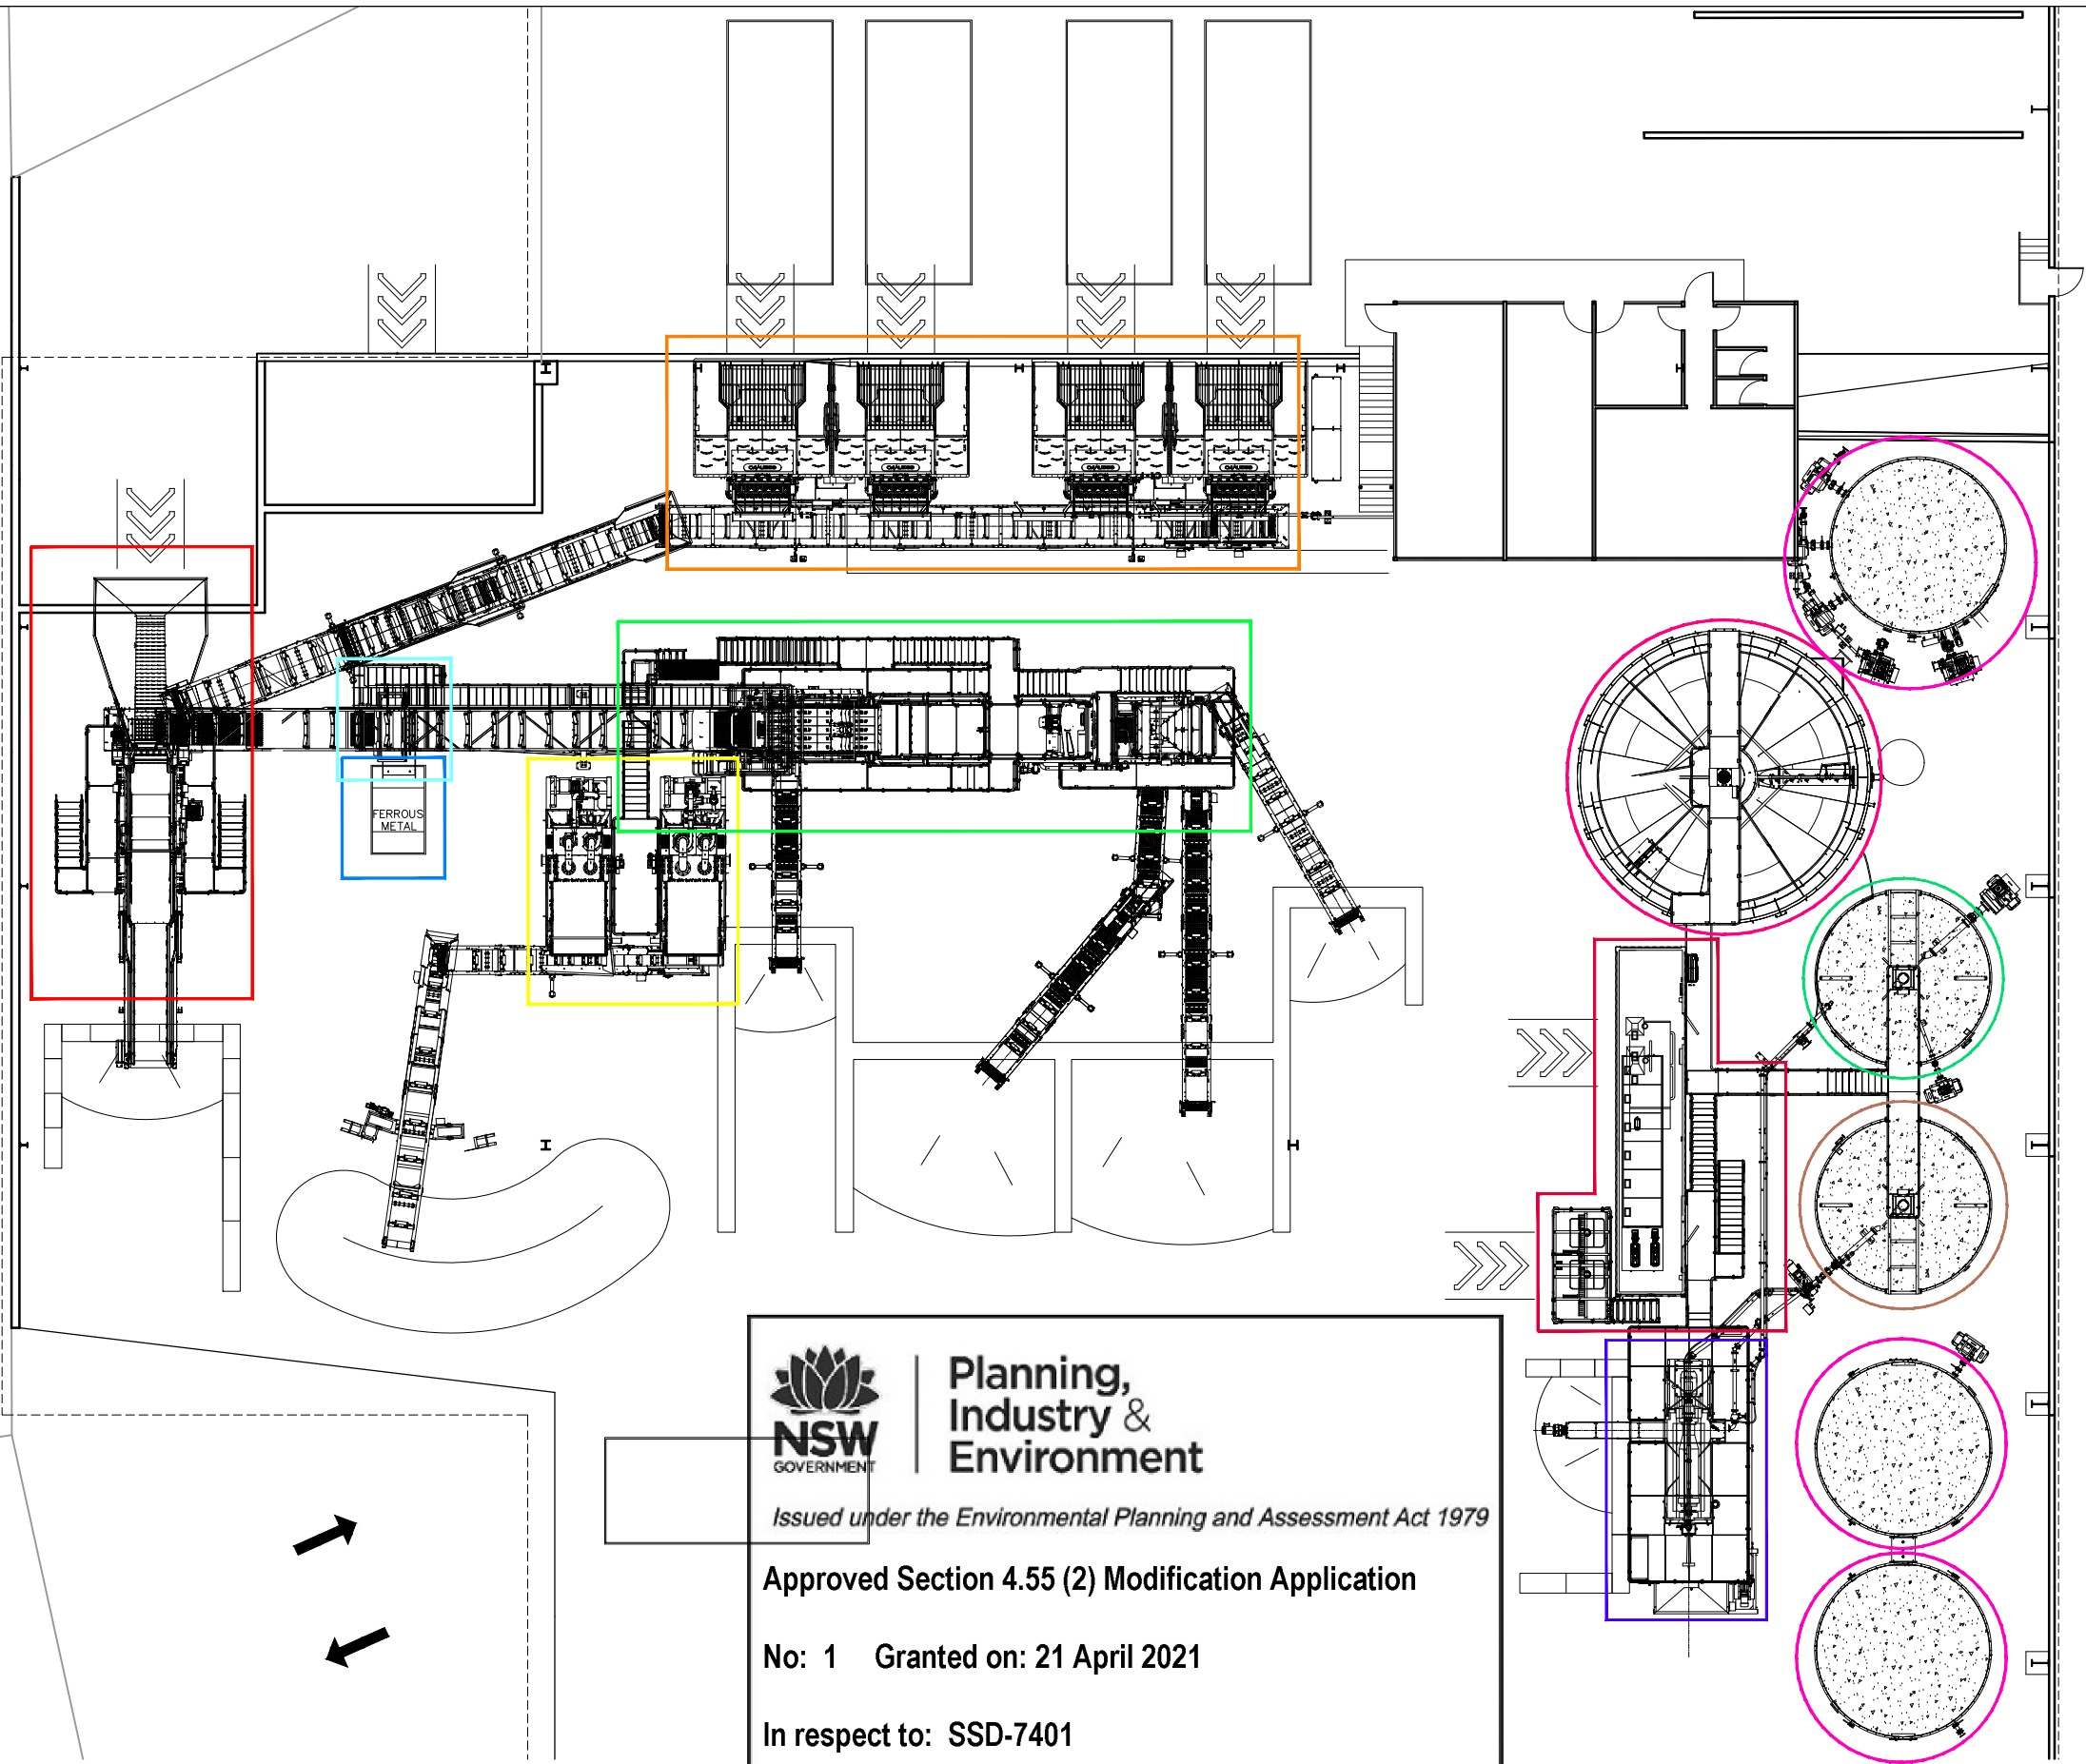 FERROUS
METAL
NSW
GOVERNMENT
Planning,
Industry &
Environment
Issued under the Environmental Planning and Assessment Act 1979
Approved Section 4.55 (2) Modification Application
No: 1 Granted on: 21 April 2021
In respect to: SSD-7401